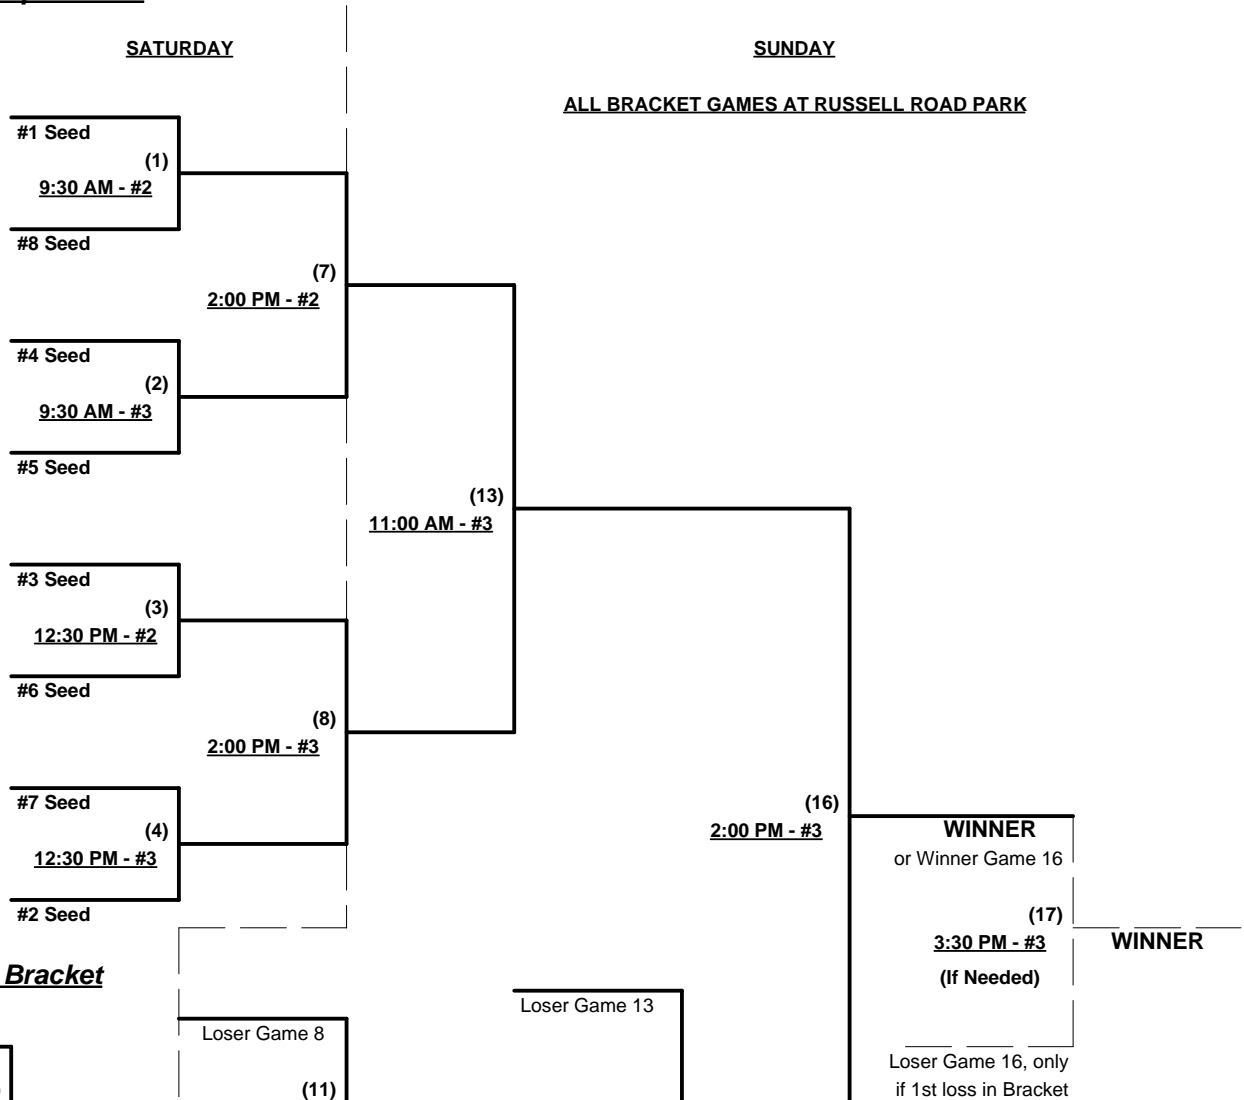 SATURDAY
SUNDAY
ALL BRACKET GAMES AT RUSSELL ROAD PARK
#1 Seed
(1)
9:30 AM - #2
#8 Seed
(7)
2:00 PM - #2
#4 Seed
(2)
9:30 AM - #3
#5 Seed
(13)
11:00 AM - #3
#3 Seed
(3)
12:30 PM - #2
#6 Seed
(8)
2:00 PM - #3
#7 Seed
(4)
12:30 PM - #3
#2 Seed
(16)
2:00 PM - #3
WINNER
or Winner Game 16
(17)
3:30 PM - #3
(If Needed)
WINNER
Bracket
Loser Game 13
Loser Game 8
(11)
Loser Game 16, only
if 1st loss in Bracket